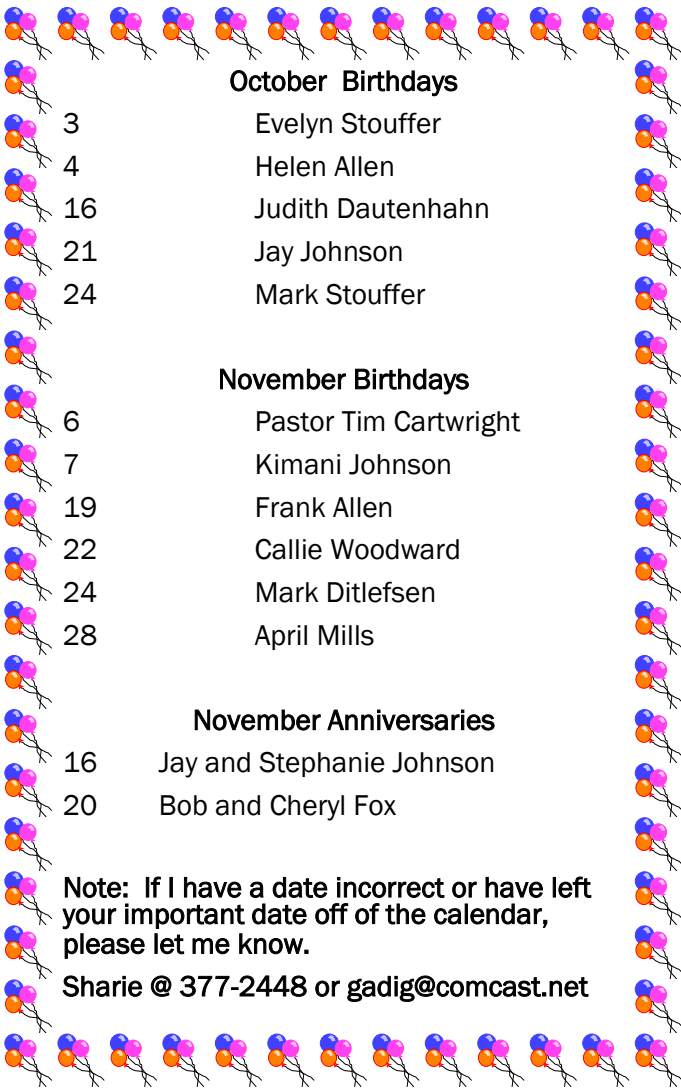 October Birthdays
3 Evelyn Stouffer
4 Helen Allen
16 Judith Dautenhahn
21 Jay Johnson
24 Mark Stouffer
November Birthdays
6 Pastor Tim Cartwright
7 Kimani Johnson
19 Frank Allen
22 Callie Woodward
24 Mark Ditlefsen
28 April Mills
November Anniversaries
16 Jay and Stephanie Johnson
20 Bob and Cheryl Fox
Note: If I have a date incorrect or have left
your important date off of the calendar,
please let me know.
Sharie @ 377-2448 or gadig@comcast.net